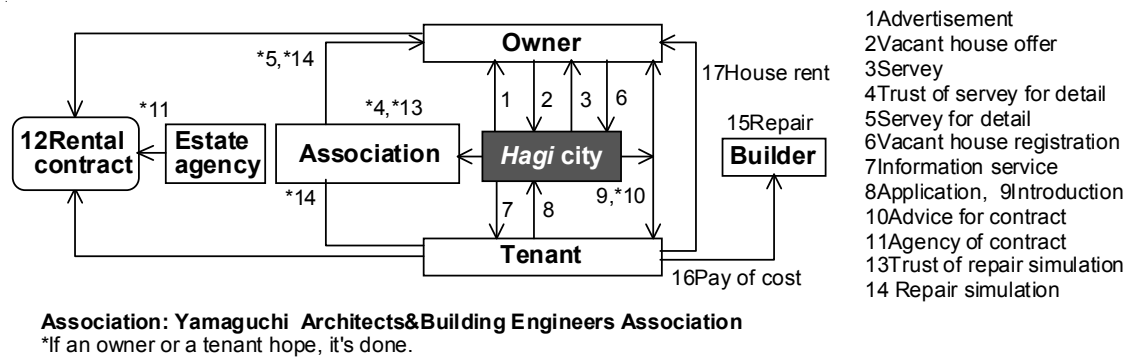 Owner
*5,*14
17House rent
1
2
3
6
*4,*13
*11
12Rental
contract
Estate
agency
Association
Hagi city
15Repair
Builder
*14
7
8
9,*10
Tenant
16Pay of cost
1Advertisement
2Vacant house offer
3Servey
4Trust of servey for detail
5Servey for detail
6Vacant house registration
7Information service
8Application, 9Introduction
10Advice for contract
11Agency of contract
13Trust of repair simulation
14 Repair simulation
Association: Yamaguchi Architects&Building Engineers Association
*If an owner or a tenant hope, it's done.